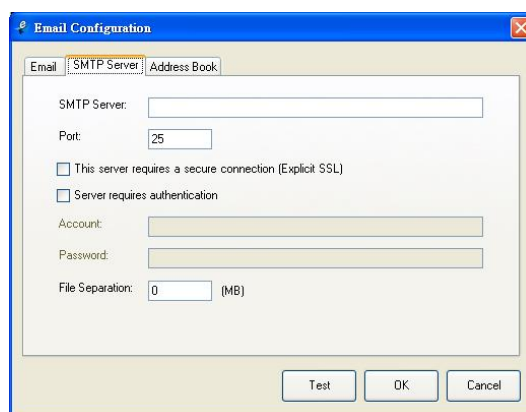 Email Configuration
Email SMTP Server Address Book
SMTP Server:
Port: 25
This server requires a secure connection (Explicit SSL)
Server requires authentication
Account:
Password:
File Separation: 0 (MB)
Test OK Cancel